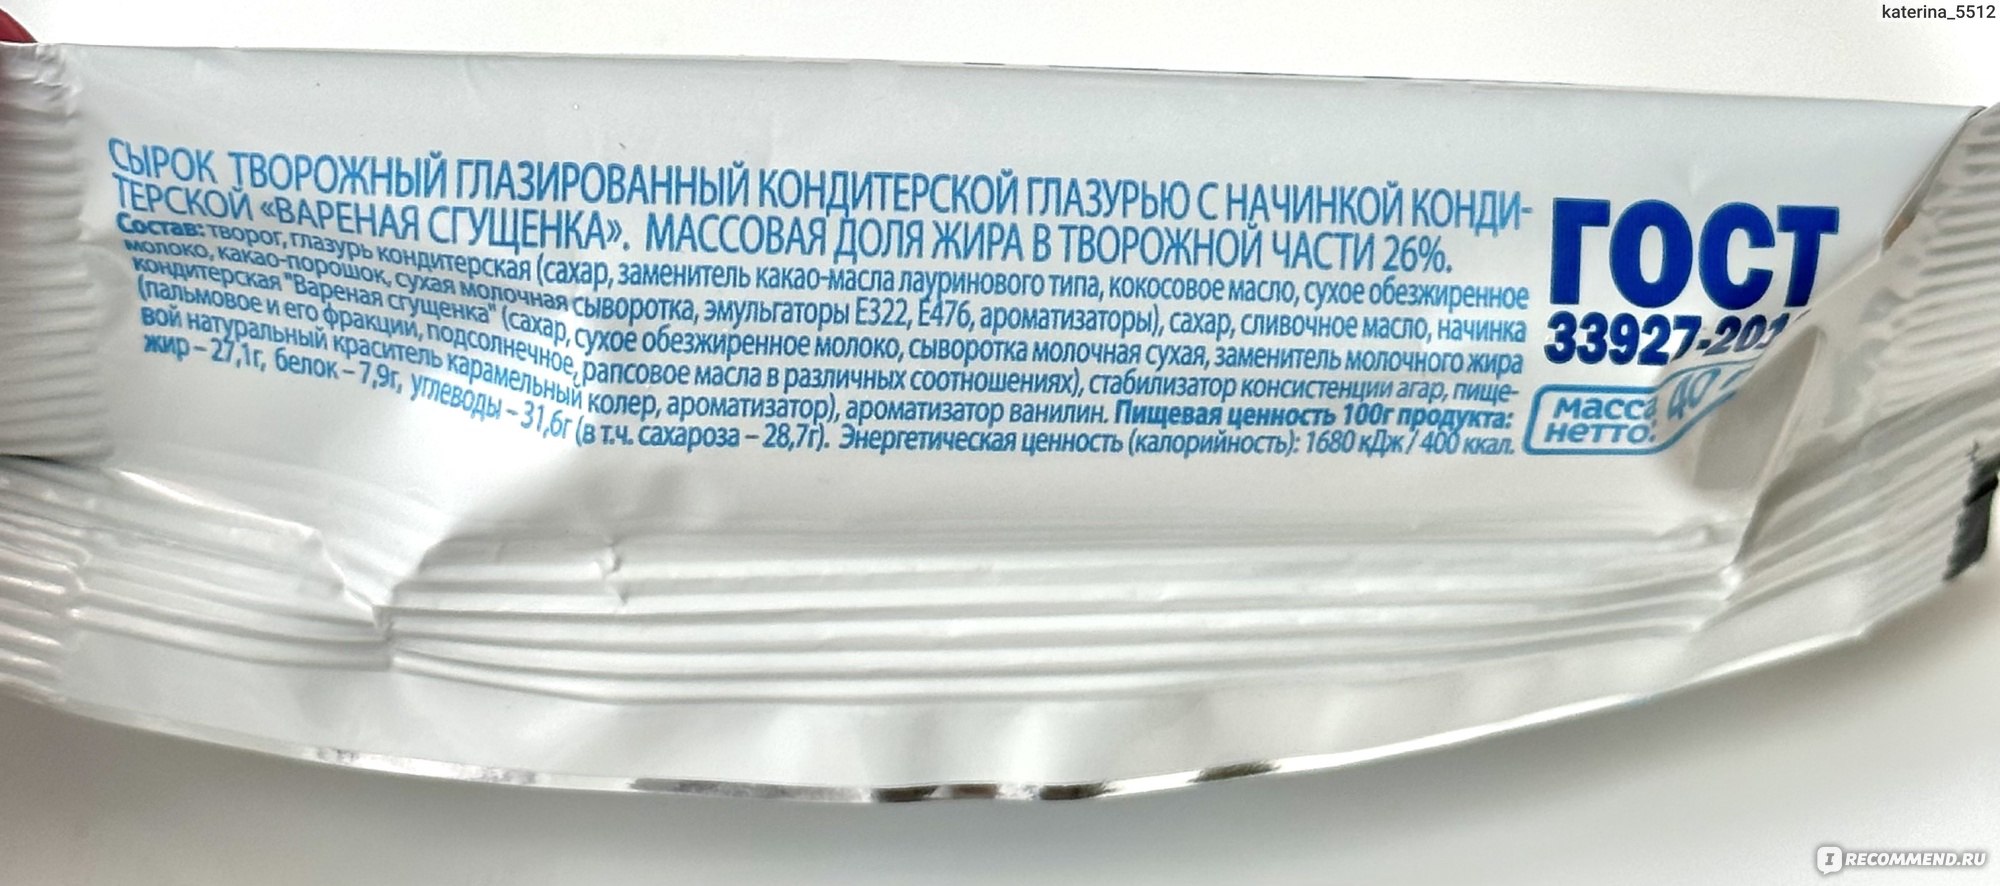 katerina_5512
СЫРОК ТВОРОЖНЫЙ ГЛАЗИРОВАННЫЙ КОНДИТЕРСКОЙ ГЛАЗУРЬЮ С НАЧИНКОЙ КОНДИ-
ТЕРСКОЙ «ВАРЕНАЯ СГУЩЕНКА». МАССОВАЯ ДОЛЯ ЖИРА В ТВОРОЖНОЙ ЧАСТИ 26%.
Состав: творог, глазурь кондитерская (сахар, заменитель какао-масла лауринового типа, кокосовое масло, сухое обезжиренное
молоко, какао-порошок, сухая молочная сыворотка, эмульгаторы Е322, Е476, ароматизаторы), сахар, сливочное масло, начинка
кондитерская "Вареная сгущенка" (сахар, сухое обезжиренное молоко, сыворотка молочная сухая, заменитель молочного жира
(пальмовое и его фракции, подсолнечное, рапсовое масла в различных соотношениях), стабилизатор консистенции агар, пище-
вой натуральный краситель карамельный колер, ароматизатор), ароматизатор ванилин. Пищевая ценность 100г продукта:
жир – 27,1г, белок – 7,9г, углеводы – 31,6г (в т.ч. сахароза – 28,7г). Энергетическая ценность (калорийность): 1680 кДж / 400 ккал.
ГОСТ
33927-201
масса
нетто:
40
RECOMMEND.RU